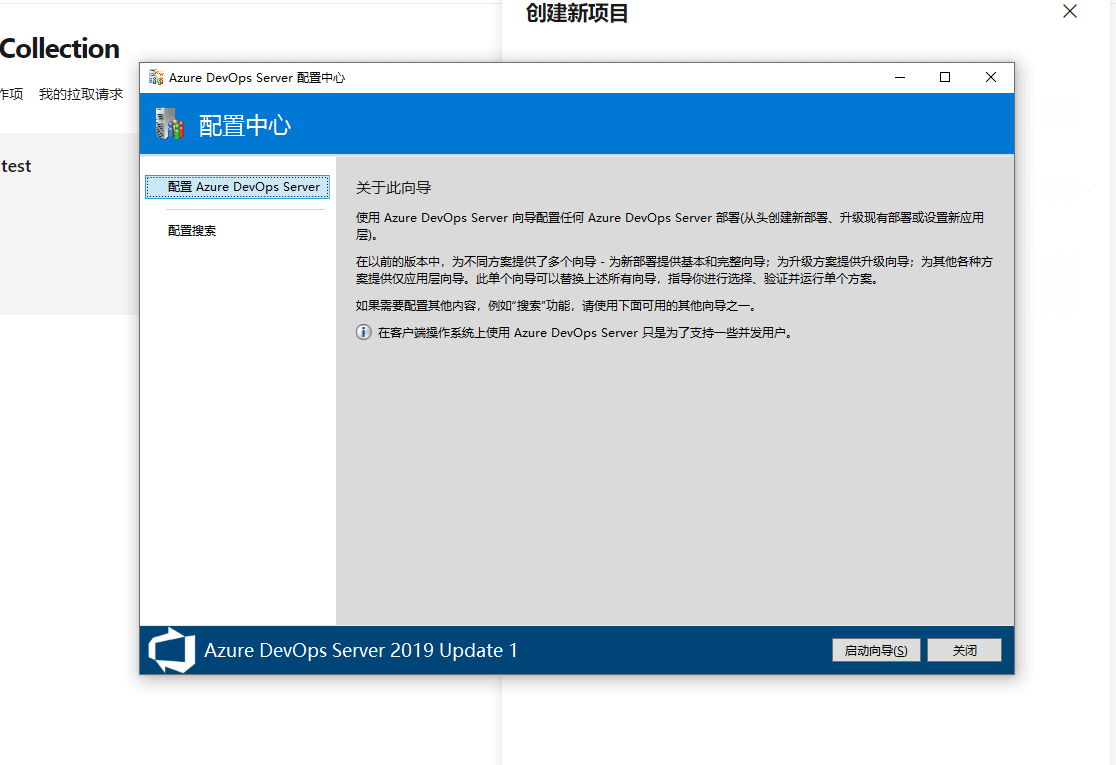 创建新项目
Collection
作项 我的拉取请求
test
Azure DevOps Server 配置中心
配置中心
配置 Azure DevOps Server
配置搜索
关于此向导
使用 Azure DevOps Server 向导配置任何 Azure DevOps Server 部署(从头创建新部署、升级现有部署或设置新应用
层)。
在以前的版本中，为不同方案提供了多个向导 - 为新部署提供基本和完整向导；为升级方案提供升级向导；为其他各种方
案提供仅应用层向导。此单个向导可以替换上述所有向导，指导你进行选择、验证并运行单个方案。
如果需要配置其他内容，例如“搜索”功能，请使用下面可用的其他向导之一。
在客户端操作系统上使用 Azure DevOps Server 只是为了支持一些并发用户。
Azure DevOps Server 2019 Update 1
启动向导(S)
关闭